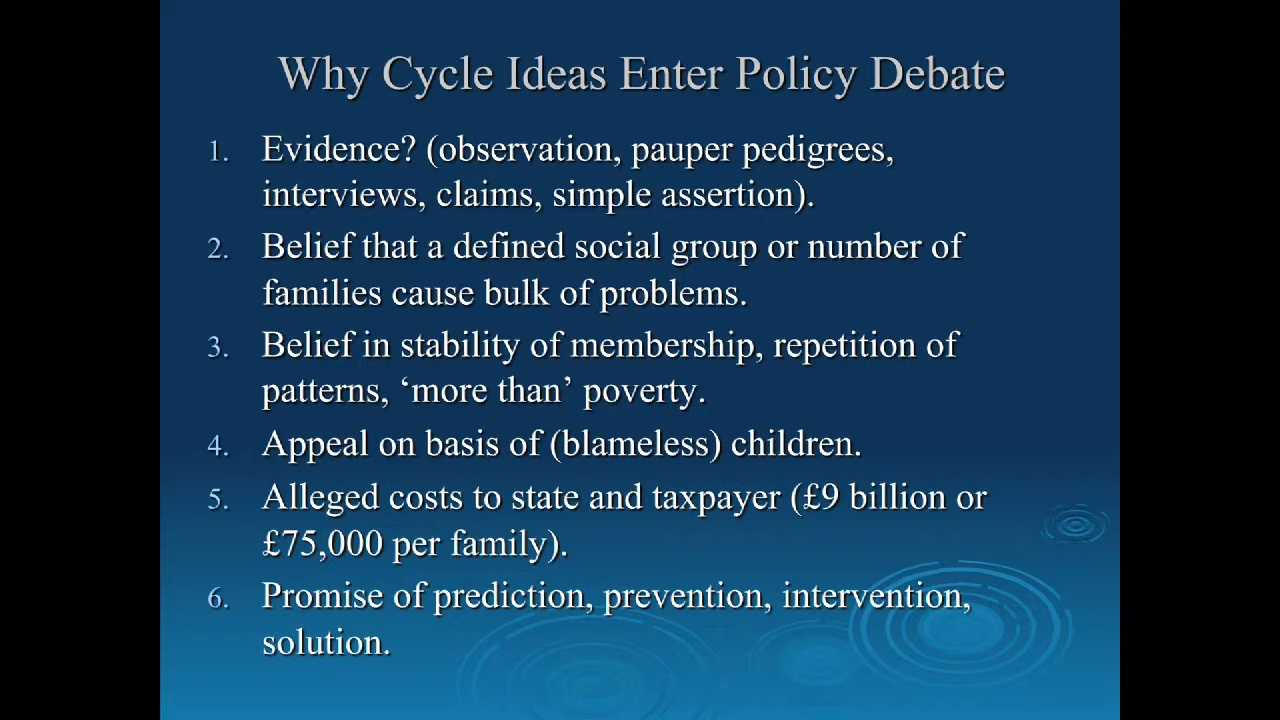 Why Cycle Ideas Enter Policy Debate
1. Evidence? (observation, pauper pedigrees,
interviews, claims, simple assertion).
2. Belief that a defined social group or number of
families cause bulk of problems.
3. Belief in stability of membership, repetition of
patterns, ‘more than’ poverty.
4. Appeal on basis of (blameless) children.
5. Alleged costs to state and taxpayer (£9 billion or
£75,000 per family).
6. Promise of prediction, prevention, intervention,
solution.